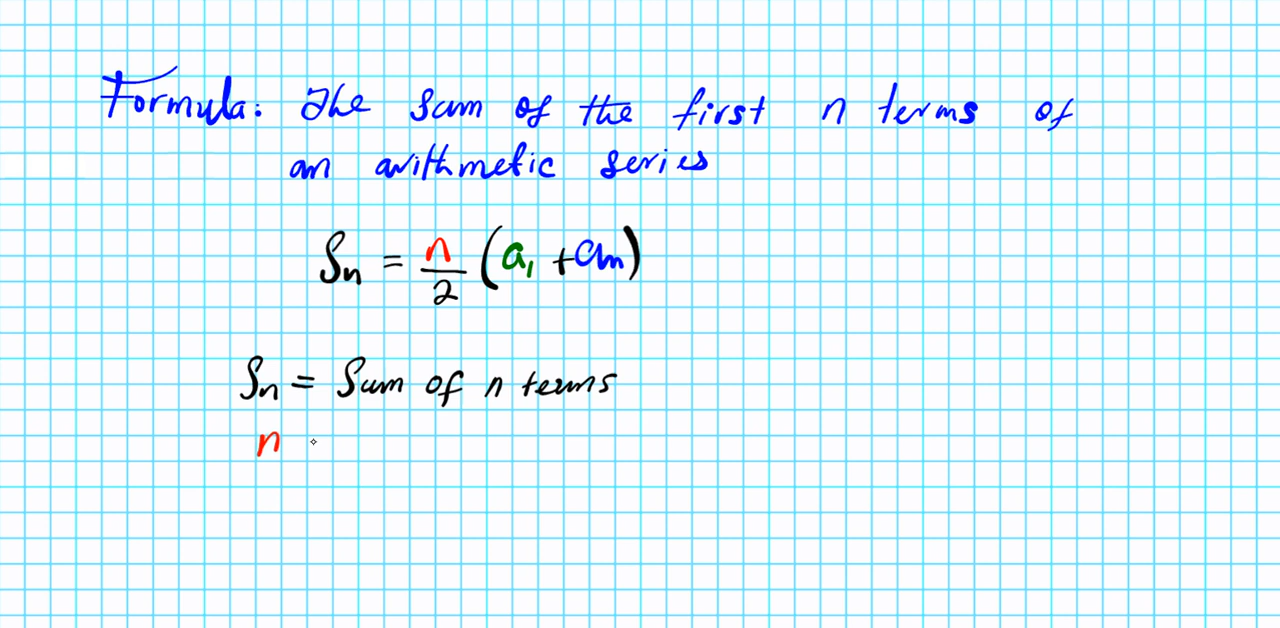 Formula: The sum of the first n terms of
an arithmetic series
Sn = n/2 (a1 + an)
Sn = Sum of n terms
n